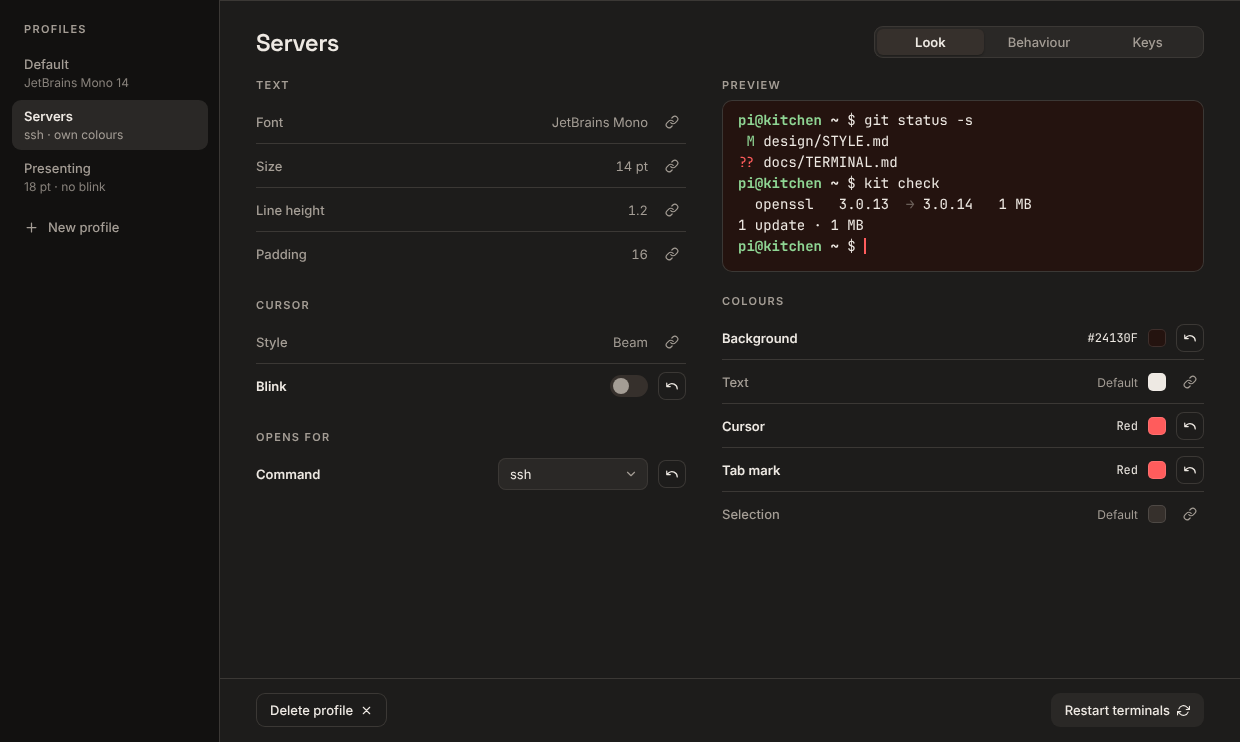 PROFILES
Default
JetBrains Mono 14
Servers
ssh · own colours
Presenting
18 pt · no blink
New profile
Servers
Look
Behaviour
Keys
TEXT
Font
JetBrains Mono
Size
14 pt
Line height
1.2
Padding
16
CURSOR
Style
Beam
Blink
OPENS FOR
Command
ssh
PREVIEW
pi@kitchen ~ $ git status -s
M design/STYLE.md
?? docs/TERMINAL.md
pi@kitchen ~ $ kit check
openssl 3.0.13 → 3.0.14 1 MB
1 update · 1 MB
pi@kitchen ~ $
COLOURS
Background
#24130F
Text
Default
Cursor
Red
Tab mark
Red
Selection
Default
Delete profile
Restart terminals